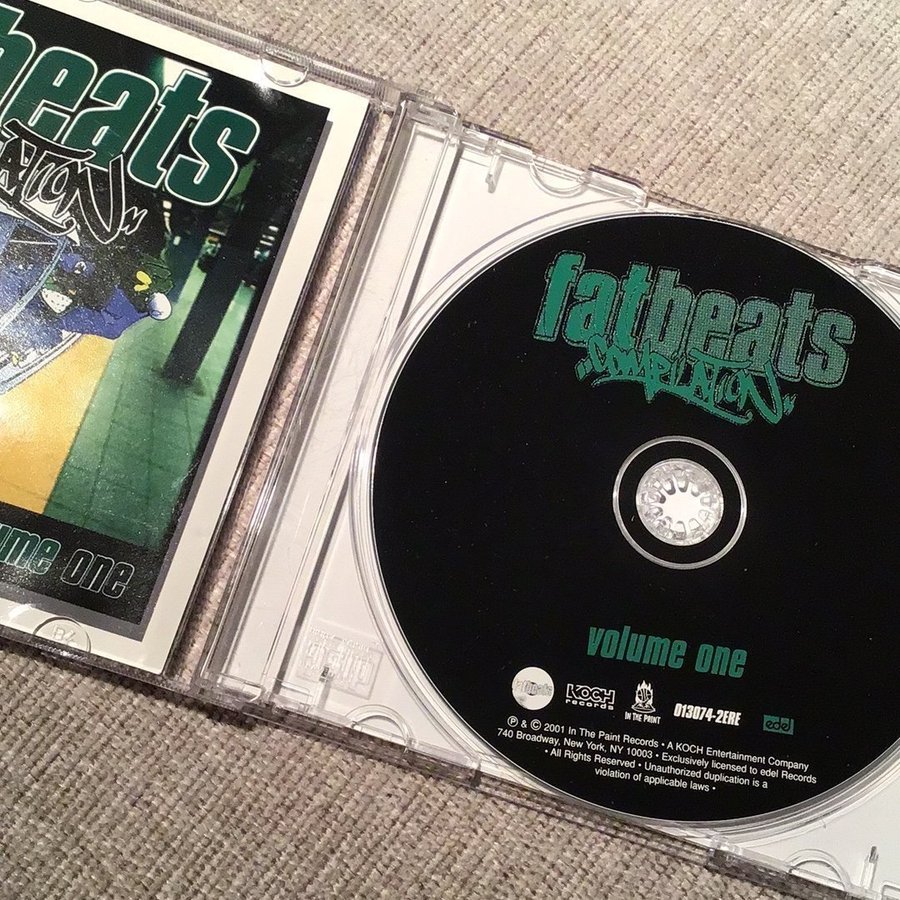 beats
ATION
ume one
fatbeats
COMPILATION
volume one
fatbeats
KOCH
records
IN THE PAINT
013074-2ERE
edel
℗ & © 2001 In The Paint Records • A KOCH Entertainment Company
740 Broadway, New York, NY 10003 • Exclusively licensed to edel Records
• All Rights Reserved • Unauthorized duplication is a
violation of applicable laws •